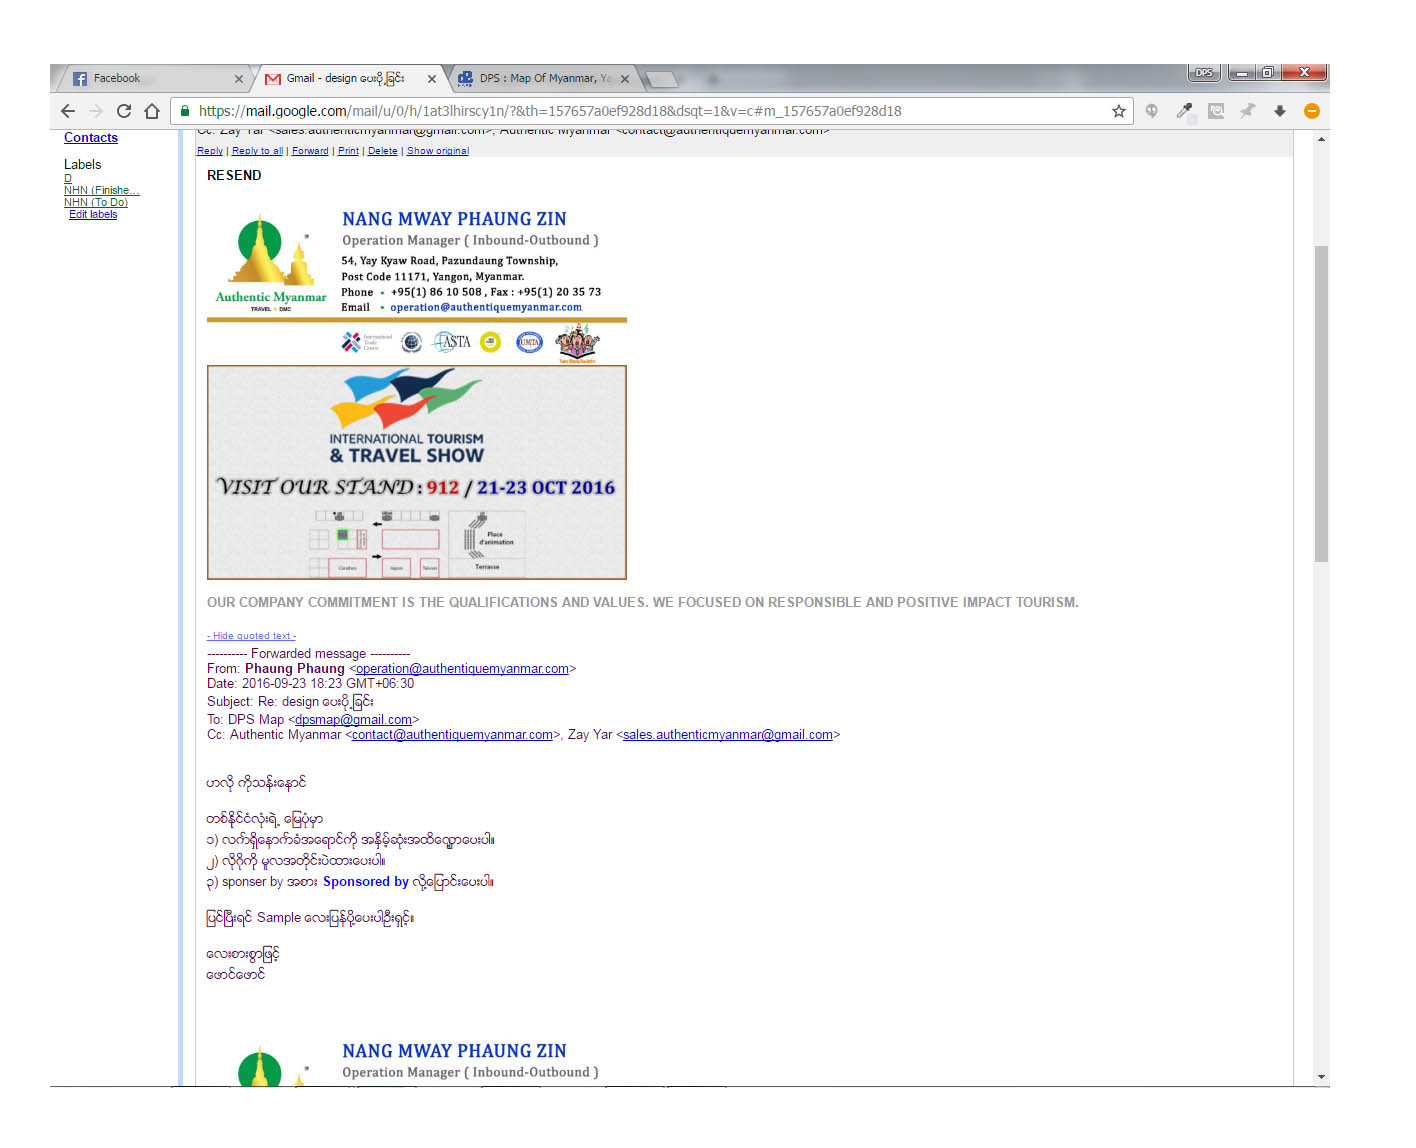 Facebook
Gmail - design ပေးပို့ခြင်း
DPS : Map Of Myanmar, Ya
DPS
https://mail.google.com/mail/u/0/h/1at3lhirscy1n/?&th=157657a0ef928d18&dsqt=1&v=c#m_157657a0ef928d18
Contacts
Labels
D
NHN (Finishe...
NHN (To Do)
Edit labels
Cc: Zay Yar <sales.authenticmyanmar@gmail.com>, Authentic Myanmar <contact@authentiquemyanmar.com>
Reply | Reply to all | Forward | Print | Delete | Show original
RESEND
NANG MWAY PHAUNG ZIN
Operation Manager ( Inbound-Outbound )
54, Yay Kyaw Road, Pazundaung Township,
Post Code 11171, Yangon, Myanmar.
Phone - +95(1) 86 10 508 , Fax : +95(1) 20 35 73
Email - operation@authentiquemyanmar.com
Authentic Myanmar
TRAVEL DMC
International Trade Centre
ASTA
UMTA
INTERNATIONAL TOURISM
& TRAVEL SHOW
VISIT OUR STAND : 912 / 21-23 OCT 2016
Place d'animation
Caraïbes
Japon
Taiwan
Terrasse
OUR COMPANY COMMITMENT IS THE QUALIFICATIONS AND VALUES. WE FOCUSED ON RESPONSIBLE AND POSITIVE IMPACT TOURISM.
- Hide quoted text -
---------- Forwarded message ----------
From: Phaung Phaung <operation@authentiquemyanmar.com>
Date: 2016-09-23 18:23 GMT+06:30
Subject: Re: design ပေးပို့ခြင်း
To: DPS Map <dpsmap@gmail.com>
Cc: Authentic Myanmar <contact@authentiquemyanmar.com>, Zay Yar <sales.authenticmyanmar@gmail.com>
ဟလို ကိုသန်းနောင်
တစ်နိုင်ငံလုံးရဲ့ မြေပုံမှာ
၁) လက်ရှိနောက်ခံအရောင်ကို အနိမ့်ဆုံးအထိလျှော့ပေးပါ။
၂) လိုဂိုကို မူလအတိုင်းပဲထားပေးပါ။
၃) sponser by အစား Sponsored by လို့ပြောင်းပေးပါ။
ပြင်ပြီးရင် Sample လေးပြန်ပို့ပေးပါဦးရှင့်။
လေးစားစွာဖြင့်
ဖောင်ဖောင်
NANG MWAY PHAUNG ZIN
Operation Manager ( Inbound-Outbound )